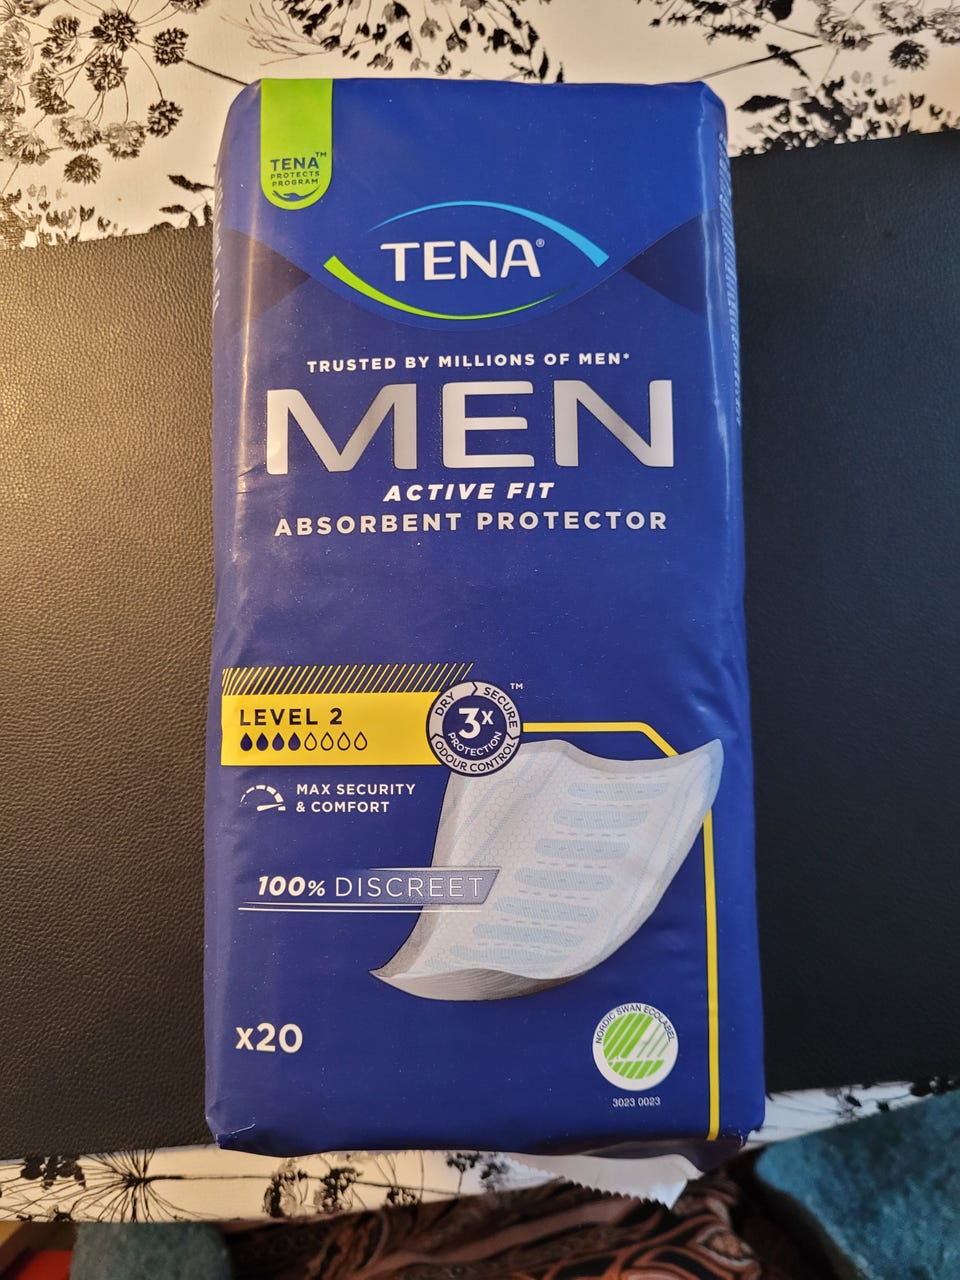 TENA™
PROTECTS
PROGRAM
TENA®
TRUSTED BY MILLIONS OF MEN*
MEN
ACTIVE FIT
ABSORBENT PROTECTOR
LEVEL 2
DRY SECURE ™
3x
PROTECTION
ODOUR CONTROL
MAX SECURITY
& COMFORT
100% DISCREET
x20
NORDIC SWAN ECOLABEL
3023 0023